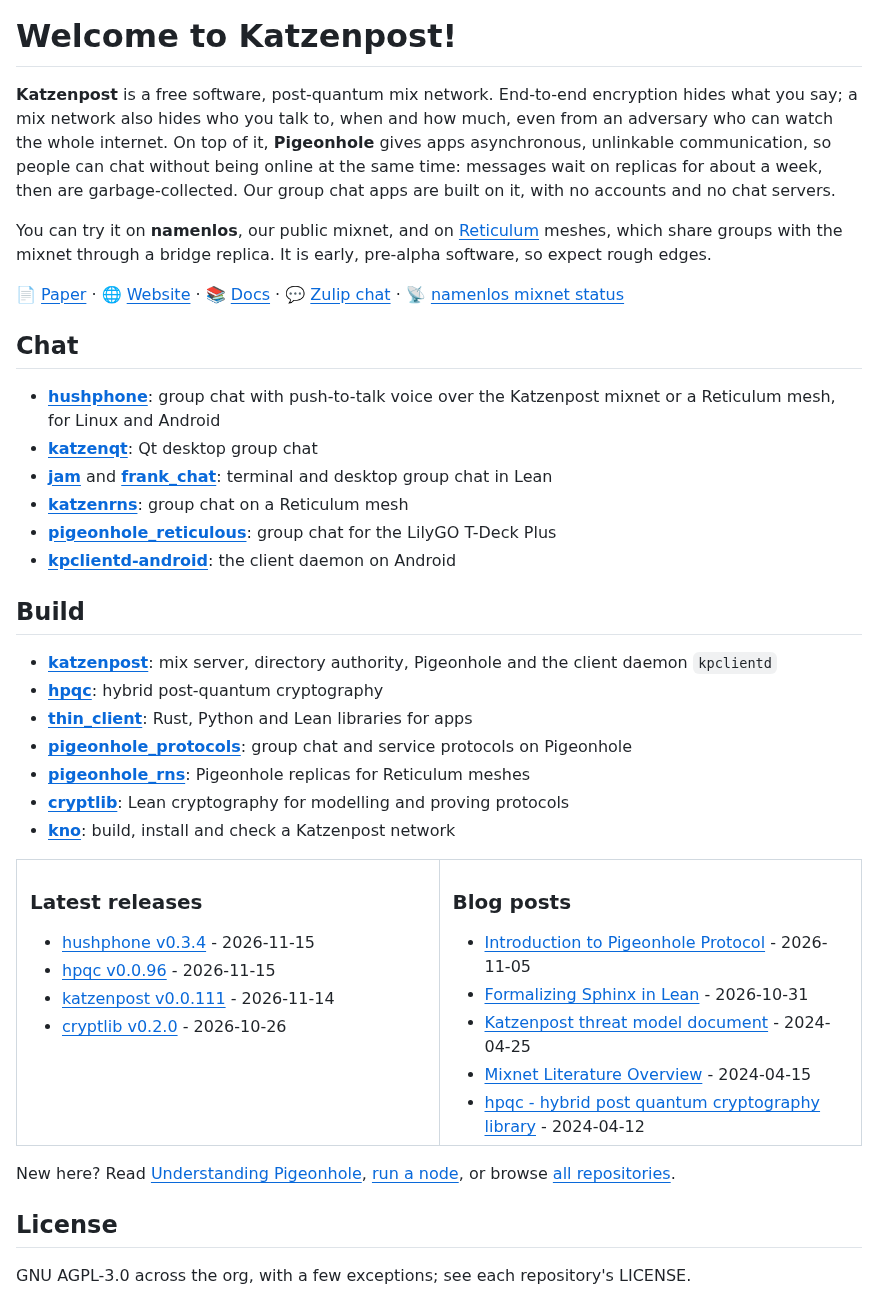 Welcome to Katzenpost!
Katzenpost is a free software, post-quantum mix network. End-to-end encryption hides what you say; a
mix network also hides who you talk to, when and how much, even from an adversary who can watch
the whole internet. On top of it, Pigeonhole gives apps asynchronous, unlinkable communication, so
people can chat without being online at the same time: messages wait on replicas for about a week,
then are garbage-collected. Our group chat apps are built on it, with no accounts and no chat servers.
You can try it on namenlos, our public mixnet, and on Reticulum meshes, which share groups with the
mixnet through a bridge replica. It is early, pre-alpha software, so expect rough edges.
📄 Paper · 🌐 Website · 📚 Docs · 💬 Zulip chat · 📡 namenlos mixnet status
Chat
• hushphone: group chat with push-to-talk voice over the Katzenpost mixnet or a Reticulum mesh,
for Linux and Android
• katzenqt: Qt desktop group chat
• jam and frank_chat: terminal and desktop group chat in Lean
• katzenrns: group chat on a Reticulum mesh
• pigeonhole_reticulous: group chat for the LilyGO T-Deck Plus
• kpclientd-android: the client daemon on Android
Build
• katzenpost: mix server, directory authority, Pigeonhole and the client daemon kpclientd
• hpqc: hybrid post-quantum cryptography
• thin_client: Rust, Python and Lean libraries for apps
• pigeonhole_protocols: group chat and service protocols on Pigeonhole
• pigeonhole_rns: Pigeonhole replicas for Reticulum meshes
• cryptlib: Lean cryptography for modelling and proving protocols
• kno: build, install and check a Katzenpost network
Latest releases
• hushphone v0.3.4 - 2026-11-15
• hpqc v0.0.96 - 2026-11-15
• katzenpost v0.0.111 - 2026-11-14
• cryptlib v0.2.0 - 2026-10-26
Blog posts
• Introduction to Pigeonhole Protocol - 2026-
11-05
• Formalizing Sphinx in Lean - 2026-10-31
• Katzenpost threat model document - 2024-
04-25
• Mixnet Literature Overview - 2024-04-15
• hpqc - hybrid post quantum cryptography
library - 2024-04-12
New here? Read Understanding Pigeonhole, run a node, or browse all repositories.
License
GNU AGPL-3.0 across the org, with a few exceptions; see each repository's LICENSE.